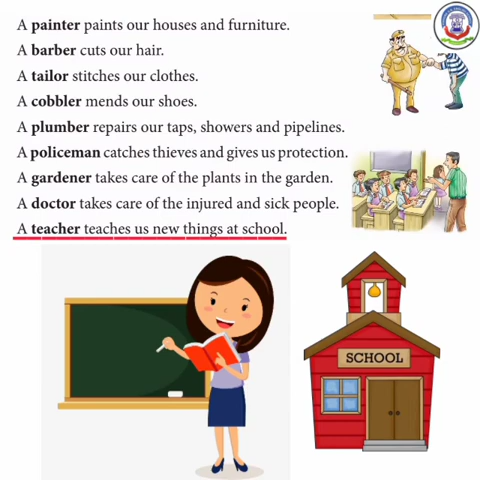 A painter paints our houses and furniture.
A barber cuts our hair.
A tailor stitches our clothes.
A cobbler mends our shoes.
A plumber repairs our taps, showers and pipelines.
A policeman catches thieves and gives us protection.
A gardener takes care of the plants in the garden.
A doctor takes care of the injured and sick people.
A teacher teaches us new things at school.
SCHOOL